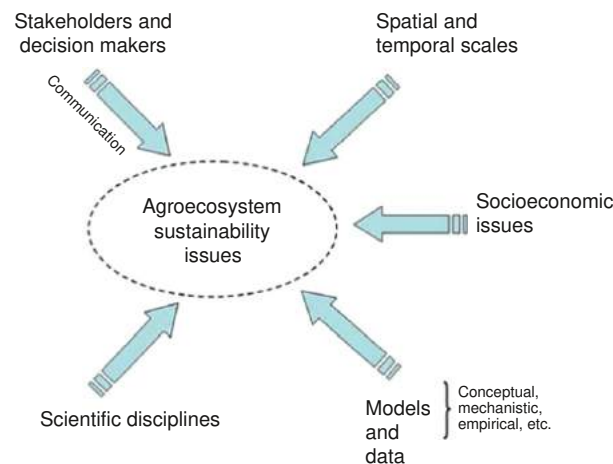 Stakeholders and
decision makers
Spatial and
temporal scales
Communication
Agroecosystem
sustainability
issues
Socioeconomic
issues
Scientific disciplines
Models
and
data
Conceptual,
mechanistic,
empirical, etc.